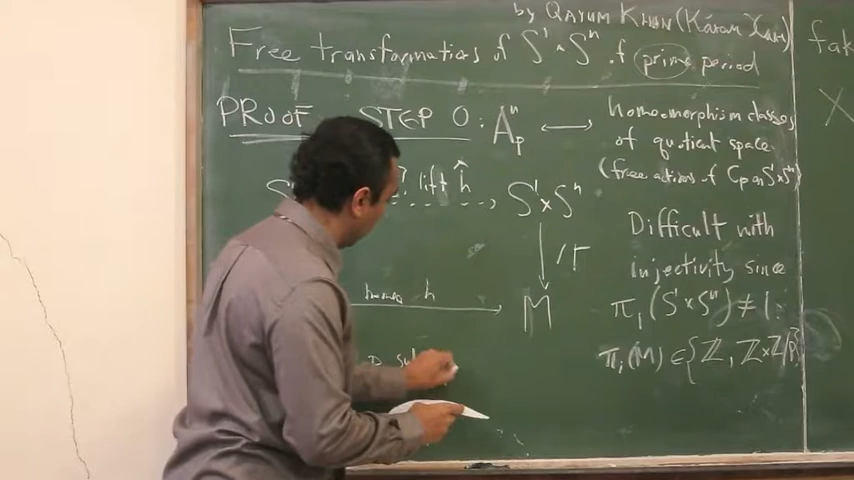 by QAYUM KHAN (Káram Xan)
Free transformations of S¹×Sⁿ of prime period
PROOF STEP 0: Aₚⁿ ⟷ homeomorphism classes
of quotient space
(free actions of Cₚ on S¹×Sⁿ)
? lift ĥ S¹×Sⁿ
Difficult with
/Γ
injectivity since
homeo h M
π₁(S¹×Sⁿ) ≠ 1:
π₁(M) ∈ {ℤ, ℤ×ℤ/p}
fak
X